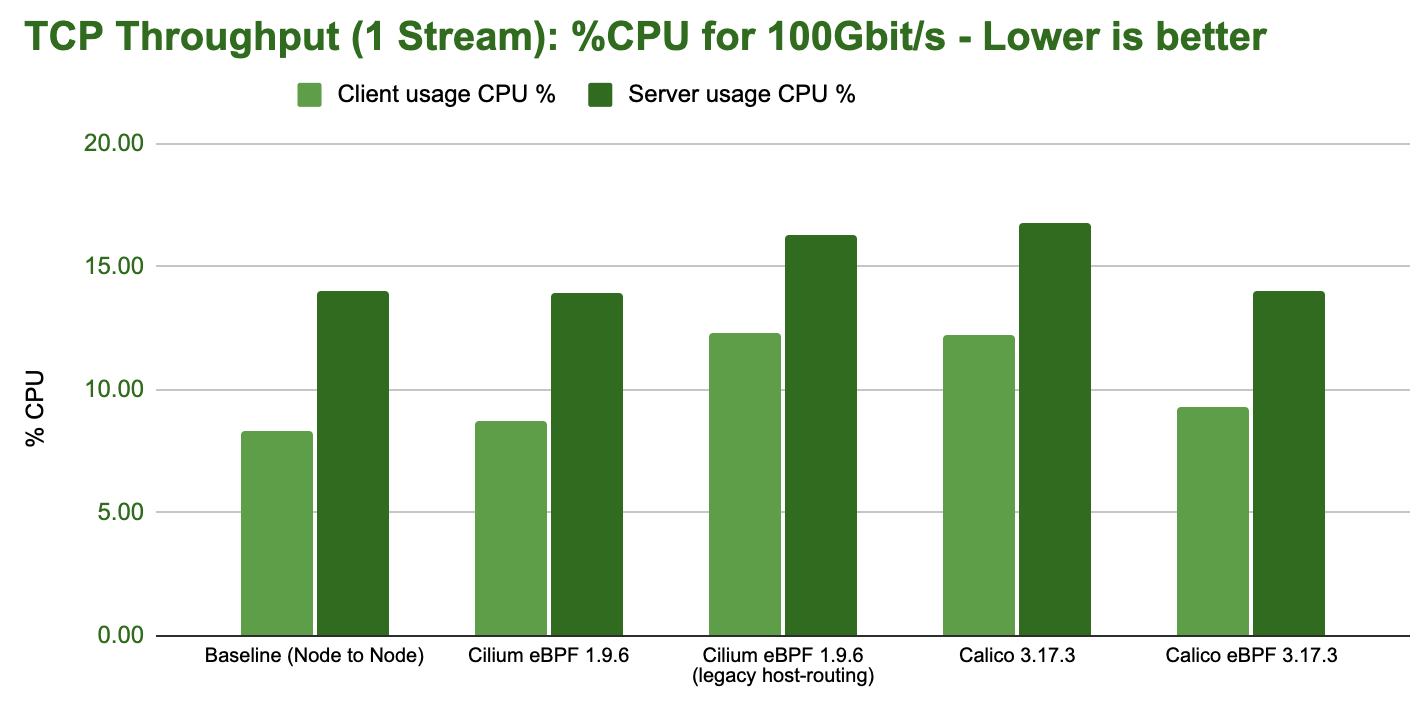 TCP Throughput (1 Stream): %CPU for 100Gbit/s - Lower is better
Client usage CPU %
Server usage CPU %
20.00
15.00
10.00
5.00
0.00
% CPU
Baseline (Node to Node)
Cilium eBPF 1.9.6
Cilium eBPF 1.9.6
(legacy host-routing)
Calico 3.17.3
Calico eBPF 3.17.3